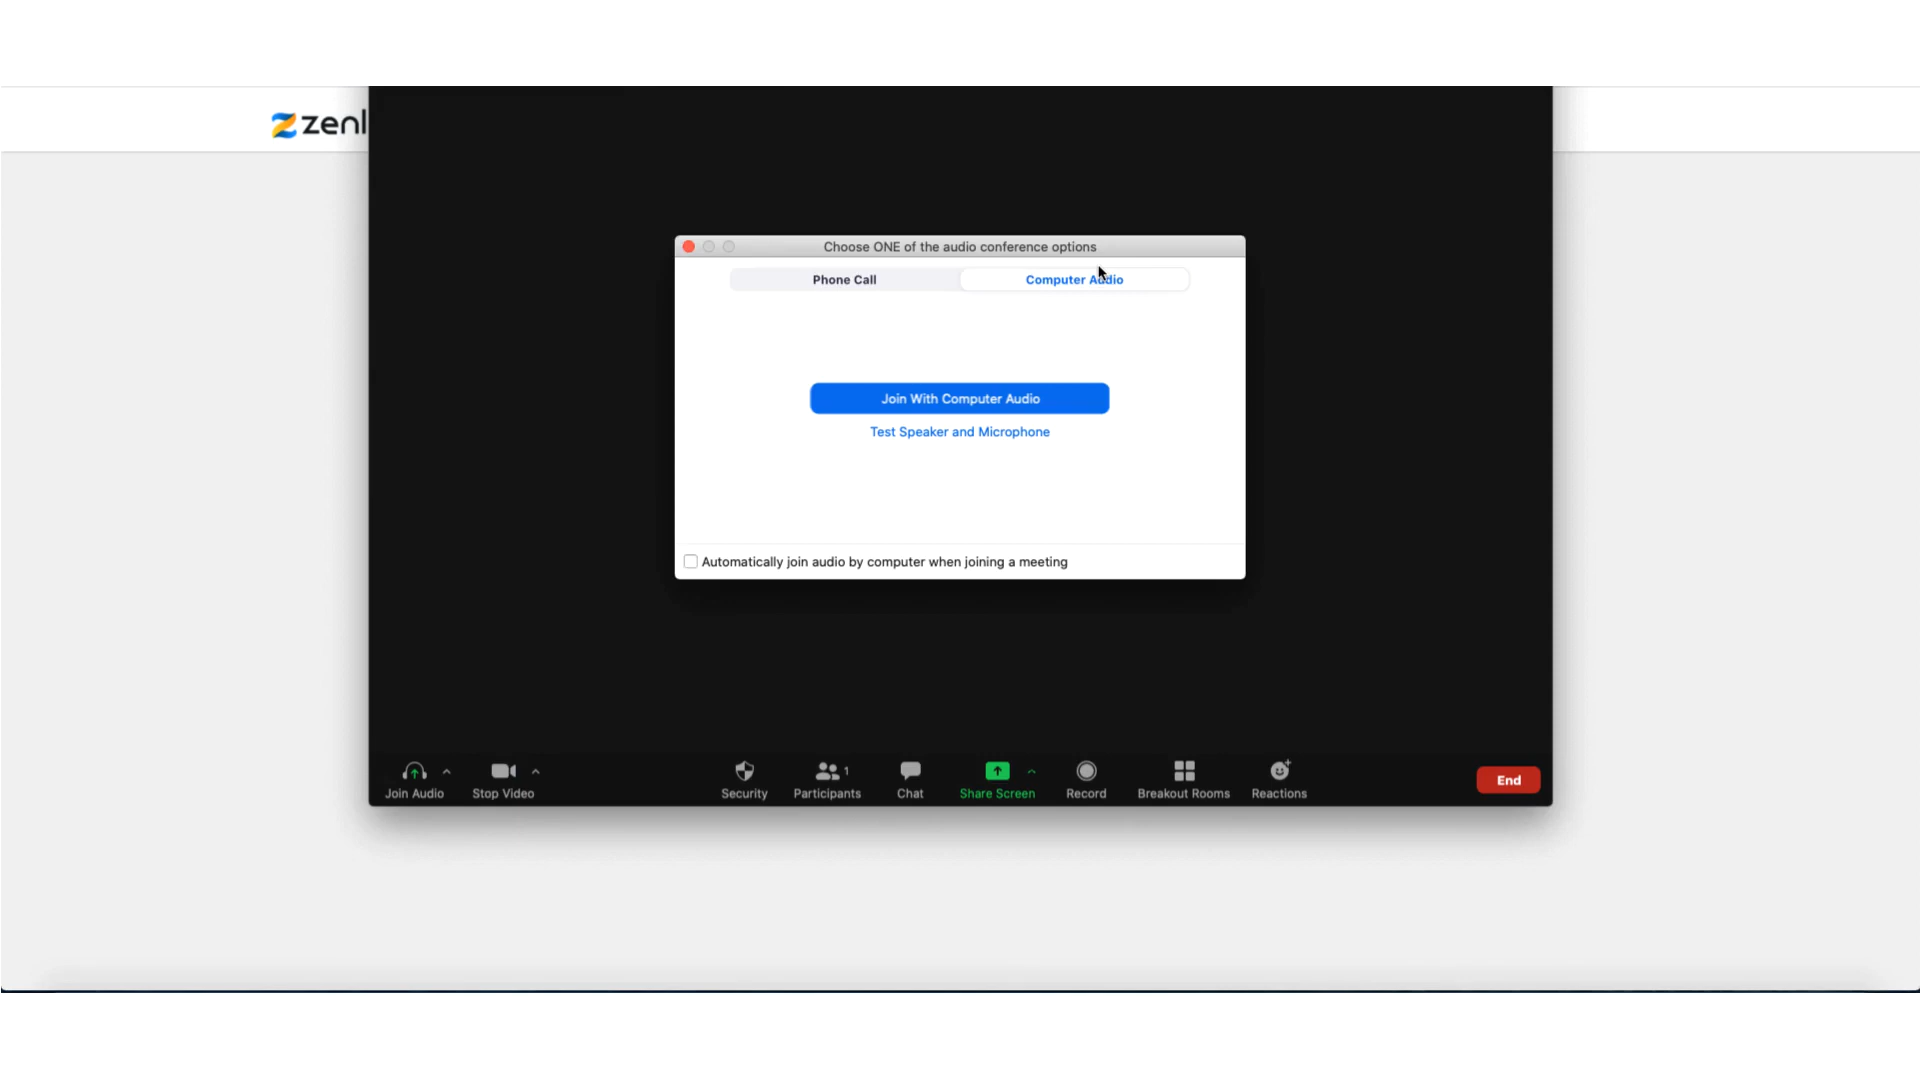 zenl
Choose ONE of the audio conference options
Phone Call
Computer Audio
Join With Computer Audio
Test Speaker and Microphone
Automatically join audio by computer when joining a meeting
Join Audio
Stop Video
Security
1
Participants
Chat
Share Screen
Record
Breakout Rooms
Reactions
End